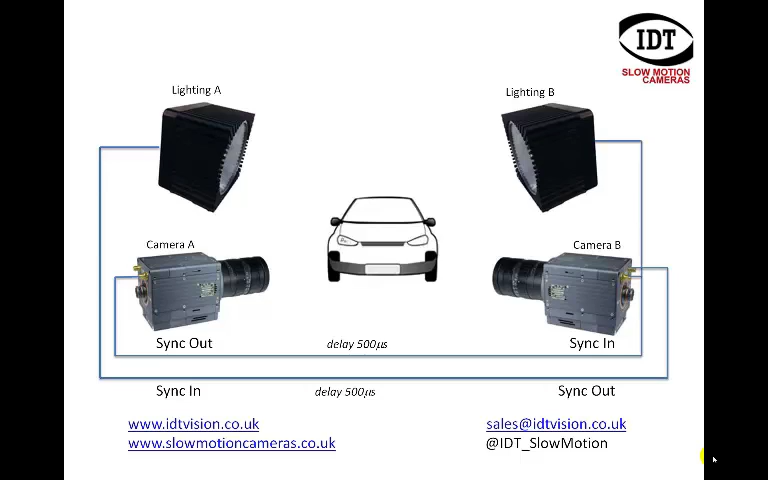 IDT
SLOW MOTION
CAMERAS
Lighting A
Lighting B
Camera A
Camera B
Sync Out
delay 500µs
Sync In
Sync In
delay 500µs
Sync Out
www.idtvision.co.uk
sales@idtvision.co.uk
www.slowmotioncameras.co.uk
@IDT_SlowMotion